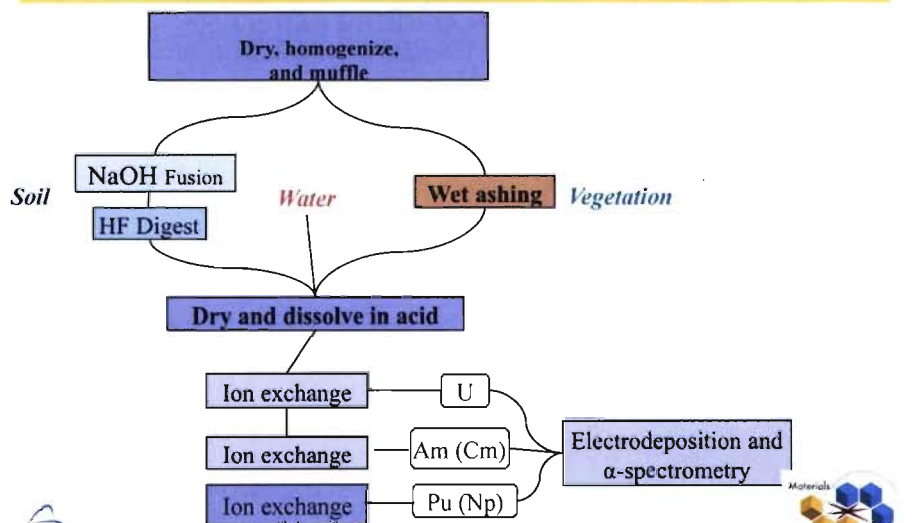 Dry, homogenize,
and muffle
NaOH Fusion
Soil
Water
Wet ashing
Vegetation
HF Digest
Dry and dissolve in acid
Ion exchange
U
Ion exchange
Am (Cm)
Electrodeposition and
α-spectrometry
Ion exchange
Pu (Np)
Materials